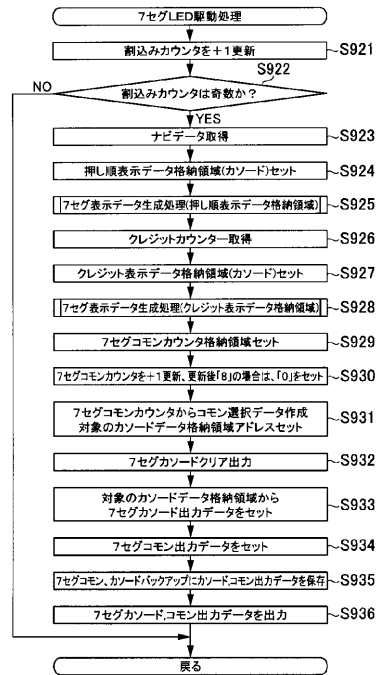 7セグLED駆動処理
割込みカウンタを+1更新 S921
S922
割込みカウンタは奇数か? NO
YES
ナビデータ取得 S923
押し順表示データ格納領域(カソード)セット S924
7セグ表示データ生成処理(押し順表示データ格納領域) S925
クレジットカウンター取得 S926
クレジット表示データ格納領域(カソード)セット S927
7セグ表示データ生成処理(クレジット表示データ格納領域) S928
7セグコモンカウンタ格納領域セット S929
7セグコモンカウンタを+1更新、更新後「8」の場合は、「0」をセット S930
7セグコモンカウンタからコモン選択データ作成
対象のカソードデータ格納領域アドレスセット S931
7セグカソードクリア出力 S932
対象のカソードデータ格納領域から
7セグカソード出力データをセット S933
7セグコモン出力データをセット S934
7セグコモン、カソードバックアップにカソード,コモン出力データを保存 S935
7セグカソード,コモン出力データを出力 S936
戻る